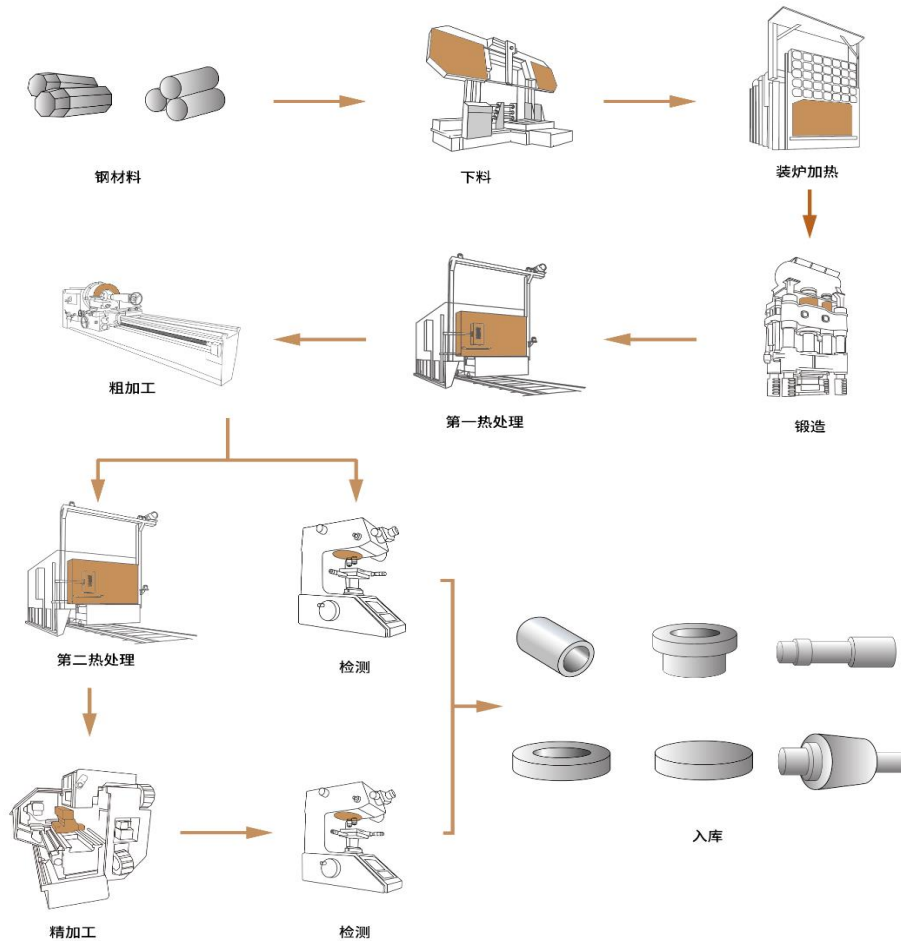 钢材料
下料
装炉加热
粗加工
第一热处理
锻造
第二热处理
检测
精加工
检测
入库